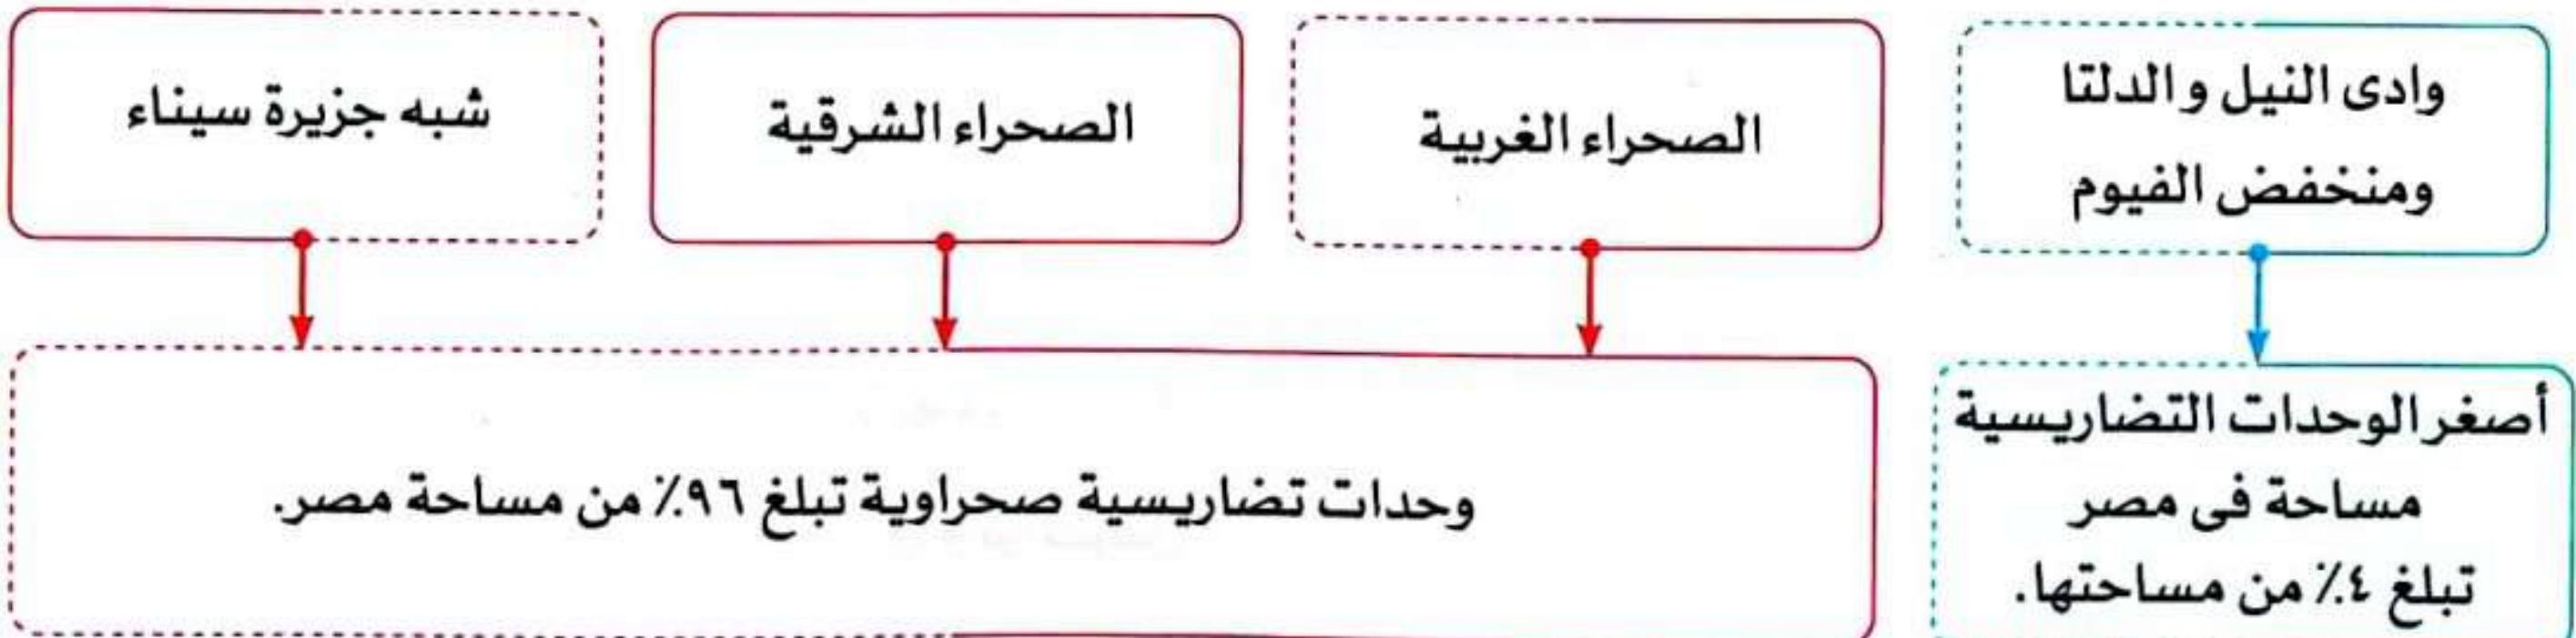 وادى النيل والدلتا
ومنخفض الفيوم
الصحراء الغربية
الصحراء الشرقية
شبه جزيرة سيناء
أصغر الوحدات التضاريسية
مساحة فى مصر
تبلغ ٤٪ من مساحتها.
وحدات تضاريسية صحراوية تبلغ ٩٦٪ من مساحة مصر.